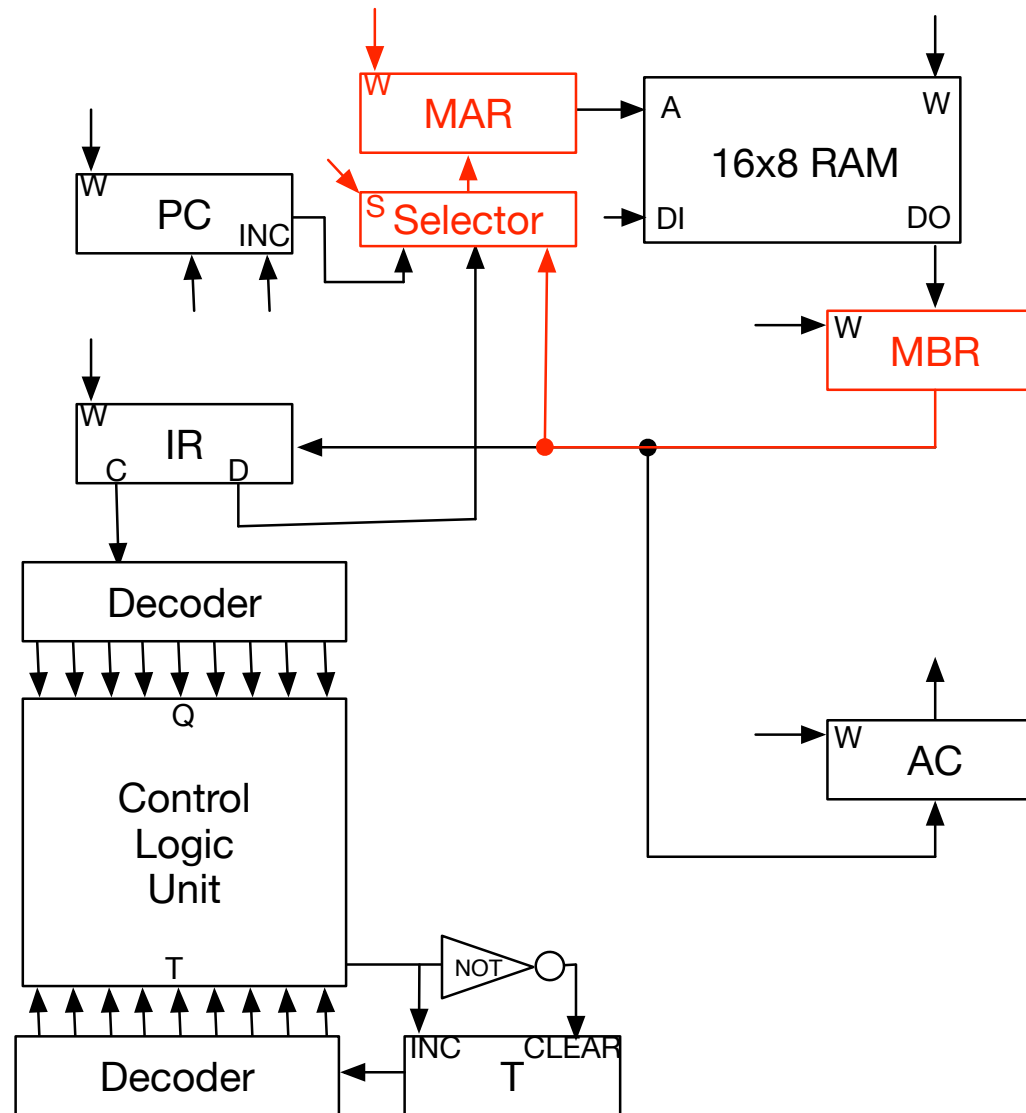 W
MAR
A
W
16x8 RAM
DI
DO
W
PC
INC
S
Selector
W
MBR
W
IR
C
D
Decoder
Q
Control
Logic
Unit
T
W
AC
NOT
INC
CLEAR
T
Decoder